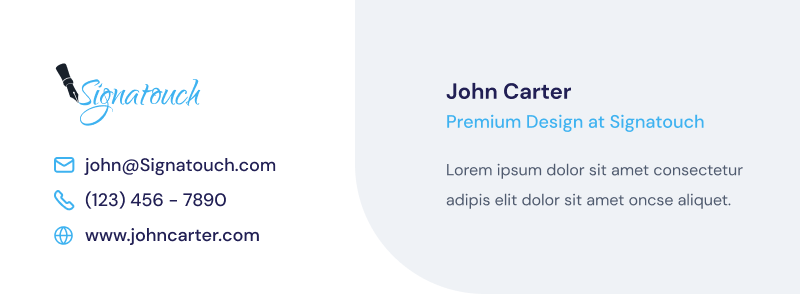 Signatouch
john@Signatouch.com
(123) 456 - 7890
www.johncarter.com
John Carter
Premium Design at Signatouch
Lorem ipsum dolor sit amet consectetur
adipis elit dolor sit amet oncse aliquet.